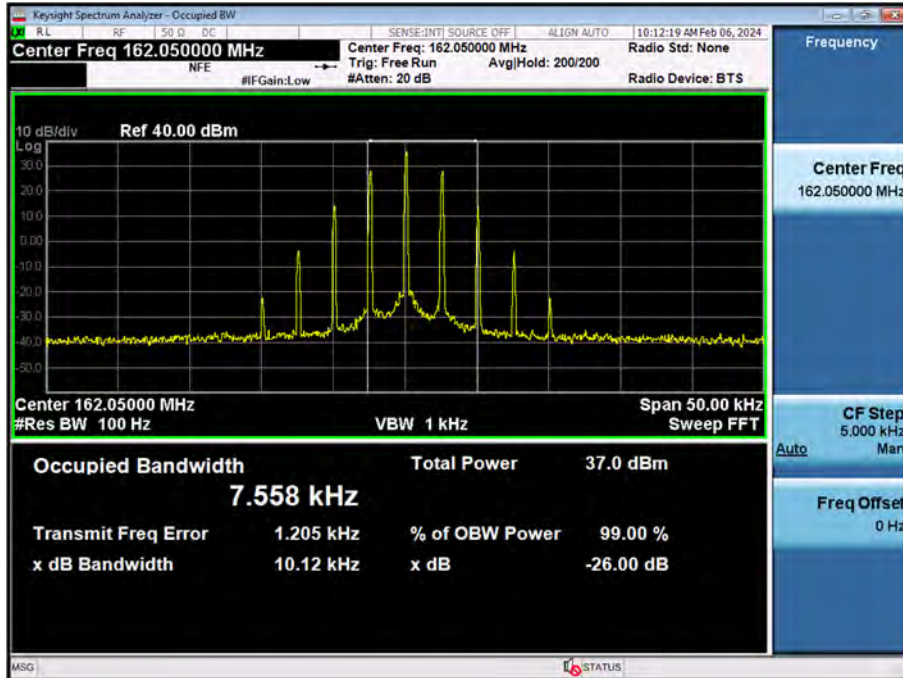 Keysight Spectrum Analyzer - Occupied BW
RL RF 50 Ω DC SENSE:INT SOURCE OFF ALIGN AUTO 10:12:19 AM Feb 06, 2024
Center Freq 162.050000 MHz
Center Freq: 162.050000 MHz
Radio Std: None
NFE
Trig: Free Run
Avg|Hold: 200/200
#IFGain:Low
#Atten: 20 dB
Radio Device: BTS
10 dB/div Ref 40.00 dBm
Log
30.0
20.0
10.0
0.00
-10.0
-20.0
-30.0
-40.0
-50.0
Center 162.05000 MHz Span 50.00 kHz
#Res BW 100 Hz VBW 1 kHz Sweep FFT
Occupied Bandwidth Total Power 37.0 dBm
7.558 kHz
Transmit Freq Error 1.205 kHz % of OBW Power 99.00 %
x dB Bandwidth 10.12 kHz x dB -26.00 dB
MSG STATUS
Frequency
Center Freq
162.050000 MHz
CF Step
5.000 kHz
Auto Man
Freq Offset
0 Hz